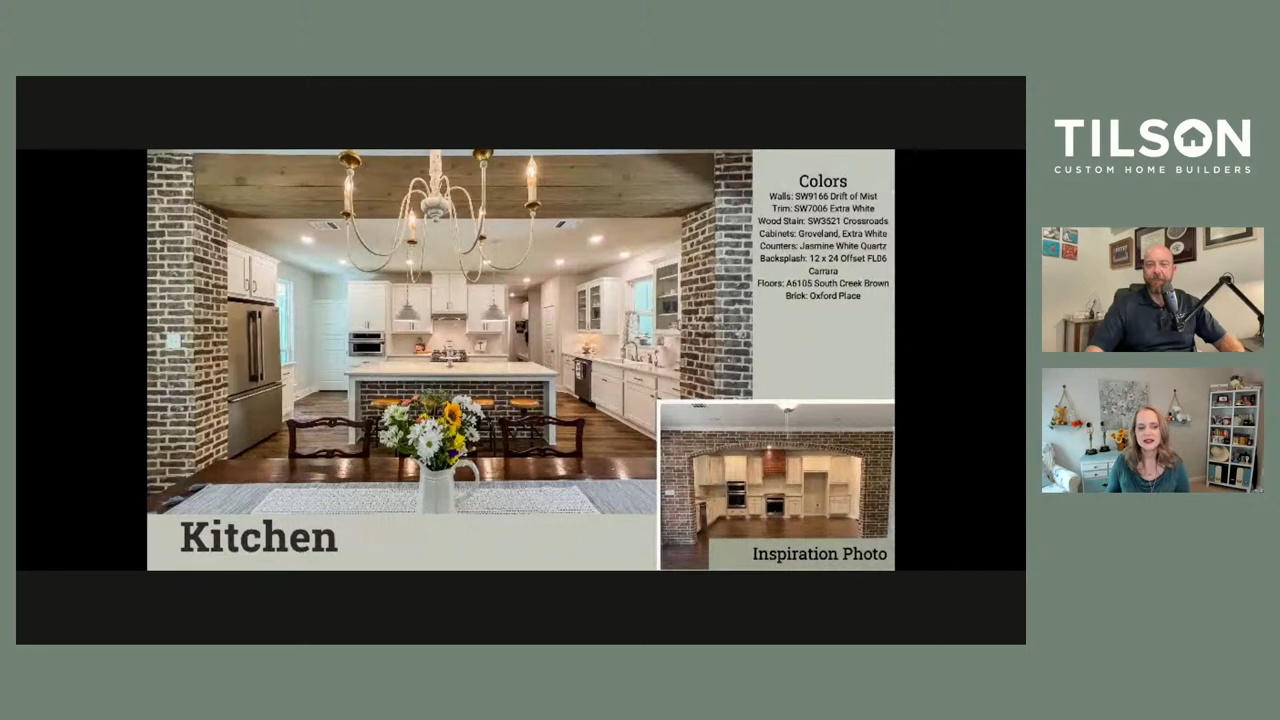 Colors
Walls: SW9166 Drift of Mist
Trim: SW7006 Extra White
Wood Stain: SW3521 Crossroads
Cabinets: Groveland, Extra White
Counters: Jasmine White Quartz
Backsplash: 12 x 24 Offset FL06
Carrara
Floors: A6105 South Creek Brown
Brick: Oxford Place
Kitchen
Inspiration Photo
TILSON
CUSTOM HOME BUILDERS